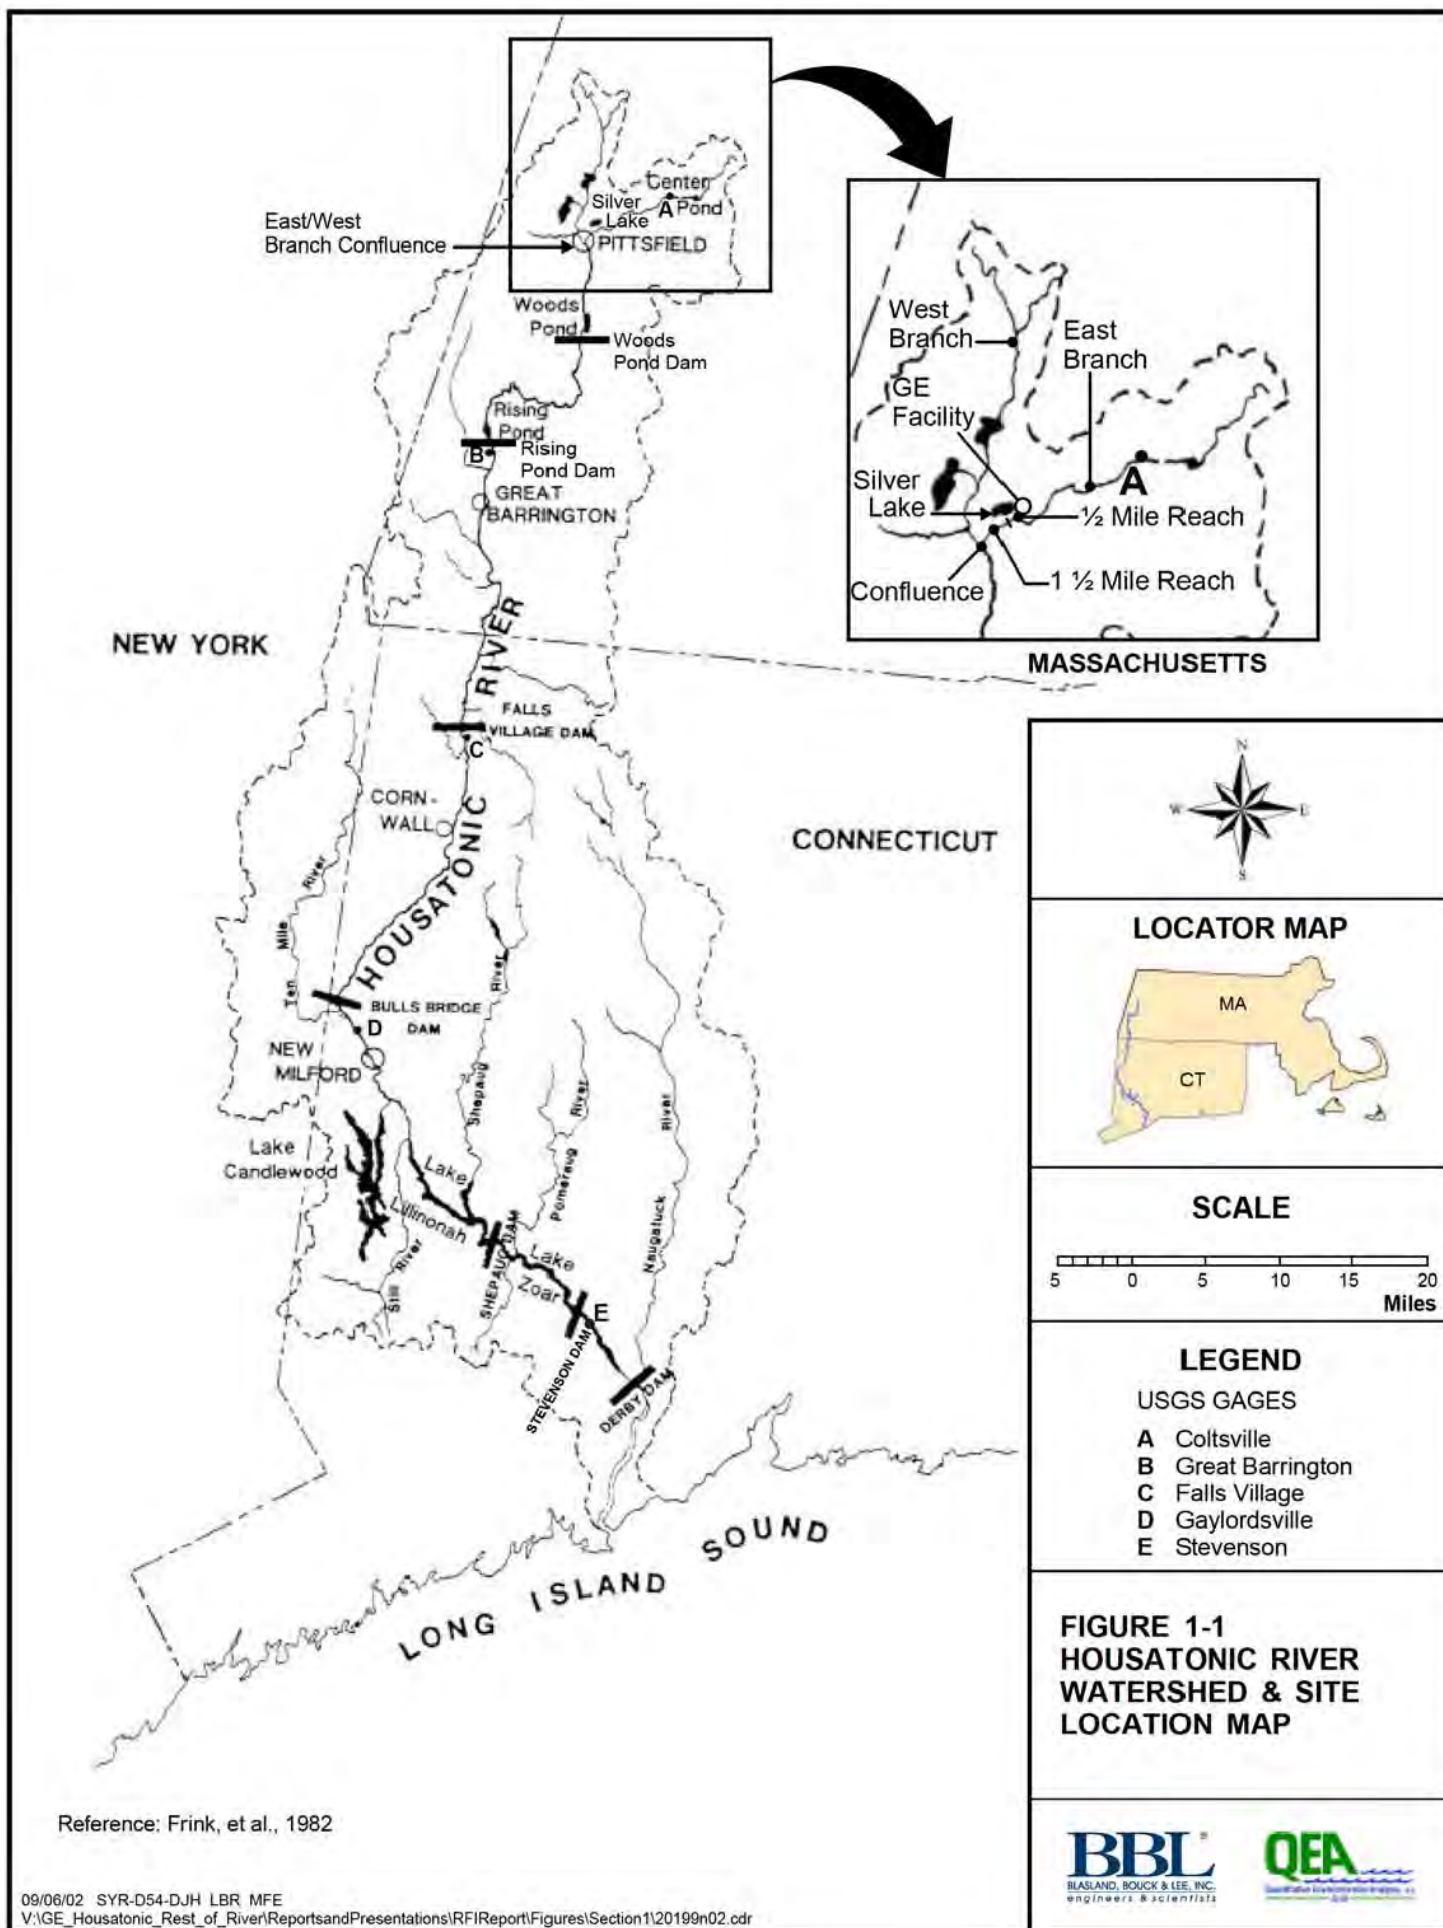 Center
A Pond
Silver
Lake
PITTSFIELD
East/West
Branch Confluence
Woods
Pond
Woods
Pond Dam
Rising
Pond
B
Rising
Pond Dam
GREAT
BARRINGTON
West
Branch
East
Branch
GE
Facility
A
Silver
Lake
½ Mile Reach
1 ½ Mile Reach
Confluence
MASSACHUSETTS
NEW YORK
HOUSATONIC RIVER
FALLS
VILLAGE DAM
C
CORN-
WALL
CONNECTICUT
Ten Mile River
BULLS BRIDGE
DAM
D
NEW
MILFORD
Shepaug River
Pomeraug River
Naugatuck River
Lake
Candlewood
Lake
Lillinonah
Still River
SHEPAUG DAM
Lake
Zoar
E
STEVENSON DAM
DERBY DAM
LONG ISLAND SOUND
N
W E
S
LOCATOR MAP
MA
CT
SCALE
5 0 5 10 15 20
Miles
LEGEND
USGS GAGES
A Coltsville
B Great Barrington
C Falls Village
D Gaylordsville
E Stevenson
FIGURE 1-1
HOUSATONIC RIVER
WATERSHED & SITE
LOCATION MAP
BBL®
BLASLAND, BOUCK & LEE, INC.
engineers & scientists
QEA
Reference: Frink, et al., 1982
09/06/02 SYR-D54-DJH LBR MFE
V:\GE_Housatonic_Rest_of_River\ReportsandPresentations\RFIReport\Figures\Section1\20199n02.cdr